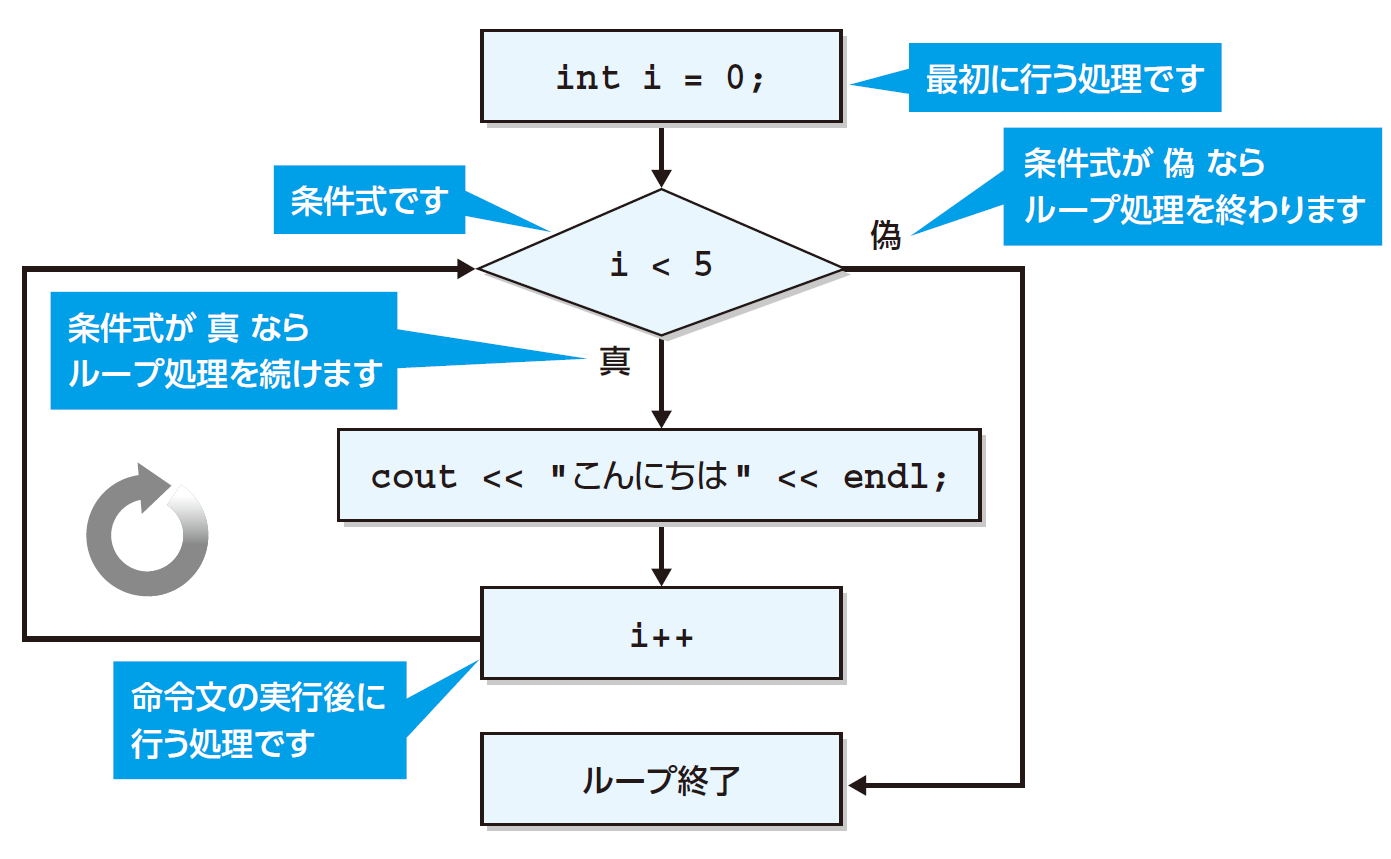 int i = 0;
最初に行う処理です
条件式が 偽 なら
ループ処理を終わります
条件式です
偽
i < 5
条件式が 真 なら
ループ処理を続けます
真
cout << "こんにちは" << endl;
i++
命令文の実行後に
行う処理です
ループ終了